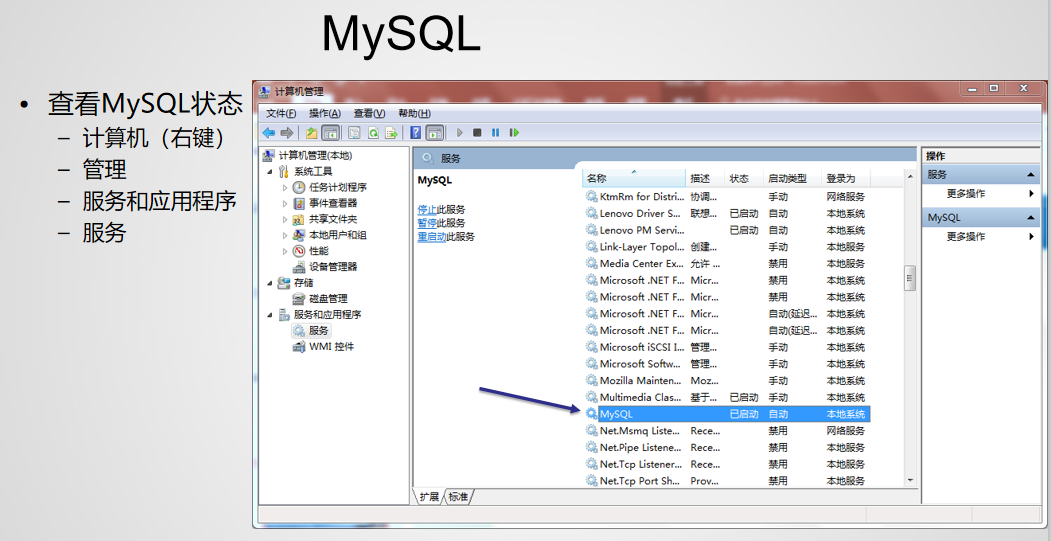 MySQL
• 查看MySQL状态
– 计算机（右键）
– 管理
– 服务和应用程序
– 服务
计算机管理
文件(F) 操作(A) 查看(V) 帮助(H)
计算机管理(本地)
系统工具
任务计划程序
事件查看器
共享文件夹
本地用户和组
性能
设备管理器
存储
磁盘管理
服务和应用程序
服务
WMI 控件
服务
MySQL
停止此服务
暂停此服务
重启动此服务
名称 描述 状态 启动类型 登录为
KtmRm for Distri... 协调... 手动 网络服务
Lenovo Driver S... 联想... 已启动 自动 本地系统
Lenovo PM Servi... 已启动 自动 本地系统
Link-Layer Topol... 创建... 手动 本地服务
Media Center Ex... 允许 ... 禁用 本地服务
Microsoft .NET F... Micr... 禁用 本地系统
Microsoft .NET F... Micr... 禁用 本地系统
Microsoft .NET F... Micr... 自动(延迟... 本地系统
Microsoft .NET F... Micr... 自动(延迟... 本地系统
Microsoft iSCSI I... 管理... 手动 本地系统
Microsoft Softw... 管理... 手动 本地系统
Mozilla Mainten... Moz... 手动 本地系统
Multimedia Clas... 基于... 已启动 自动 本地系统
MySQL 已启动 自动 本地系统
Net.Msmq Liste... Rece... 禁用 网络服务
Net.Pipe Listene... Rece... 禁用 本地服务
Net.Tcp Listener... Rece... 禁用 本地服务
Net.Tcp Port Sh... Prov... 禁用 本地服务
扩展 标准
操作
服务
更多操作
MySQL
更多操作